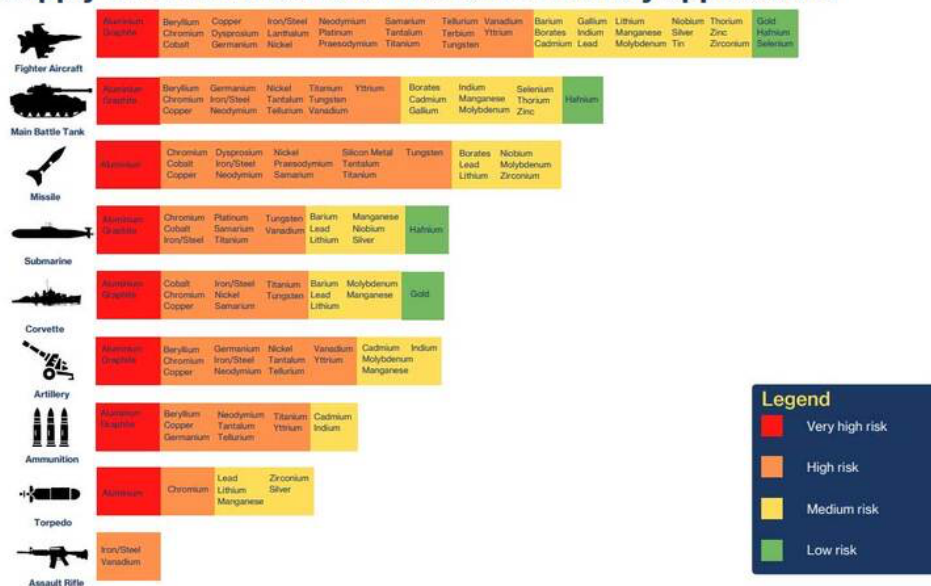 Aluminium Beryllium Copper Iron/Steel Neodymium Samarium Tellurium Vanadium Barium Gallium Lithium Niobium Thorium Gold
Graphite Chromium Dysprosium Lanthalum Platinum Tantalum Terbium Yttrium Borates Indium Manganese Silver Zinc Hafnium
Cobalt Germanium Nickel Praesodymium Titanium Tungsten Cadmium Lead Molybdenum Tin Zirconium Selenium
Fighter Aircraft
Aluminium Beryllium Germanium Nickel Titanum Yttrium Borates Indium Selenium Hafnium
Graphite Chromium Iron/Steel Tantalum Tungsten Cadmium Manganese Thorium
Copper Neodymium Tellurium Vanadium Gallium Molybdenum Zinc
Main Battle Tank
Aluminium Chromium Dysprosium Nickel Silicon Metal Tungsten Borates Niobium
Cobalt Iron/Steel Praesodymium Tantalum Lead Molybdenum
Copper Neodymium Samarium Titanium Lithium Zirconium
Missile
Aluminium Chromium Platinum Tungsten Barium Manganese Hafnium
Graphite Cobalt Samarium Vanadium Lead Niobium
Iron/Steel Titanium Lithium Silver
Submarine
Aluminium Cobalt Iron/Steel Titanium Barium Molybdenum Gold
Graphite Chromium Nickel Tungsten Lead Manganese
Copper Samarium Lithium
Corvette
Aluminium Beryllium Germanium Nickel Vanadium Cadmium Indium
Graphite Chromium Iron/Steel Tantalum Yttrium Molybdenum
Copper Neodymium Tellurium Manganese
Artillery
Aluminium Beryllium Neodymium Titanium Cadmium
Graphite Copper Tantalum Yttrium Indium
Germanium Tellurium
Ammunition
Aluminium Chromium Lead Zirconium
Lithium Silver
Manganese
Torpedo
Iron/Steel
Vanadium
Assault Rifle
Legend
Very high risk
High risk
Medium risk
Low risk